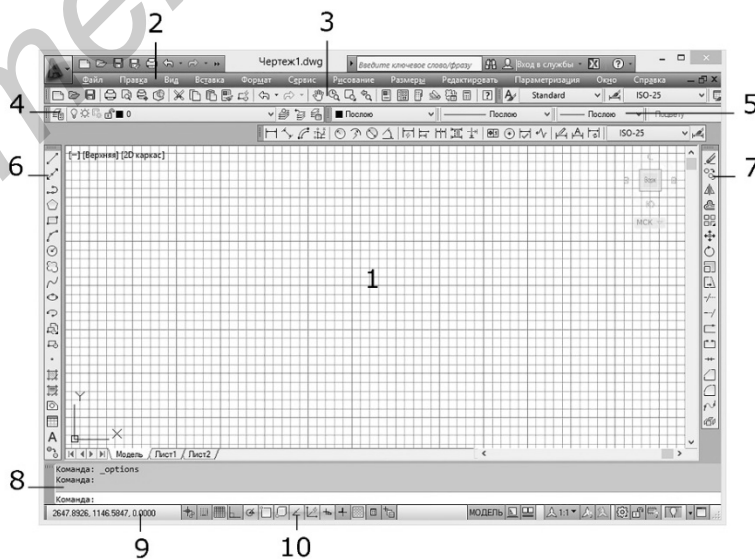 3
2
Чертеж1.dwg
Введите ключевое слово/фразу
Вход в службы
Файл Правка Вид Вставка Формат Сервис Рисование Размеры Редактировать Параметризация Окно Справка
Standard ISO-25
4
0 Послою Послою Послою Поцвету
5
ISO-25
[−] [Верхняя] [2D каркас]
6
7
МСК
1
Y
X
A
Модель Лист1 Лист2
Команда: _options
Команда:
8
Команда:
2647.8926, 1146.5847, 0.0000
МОДЕЛЬ
1:1
9
10